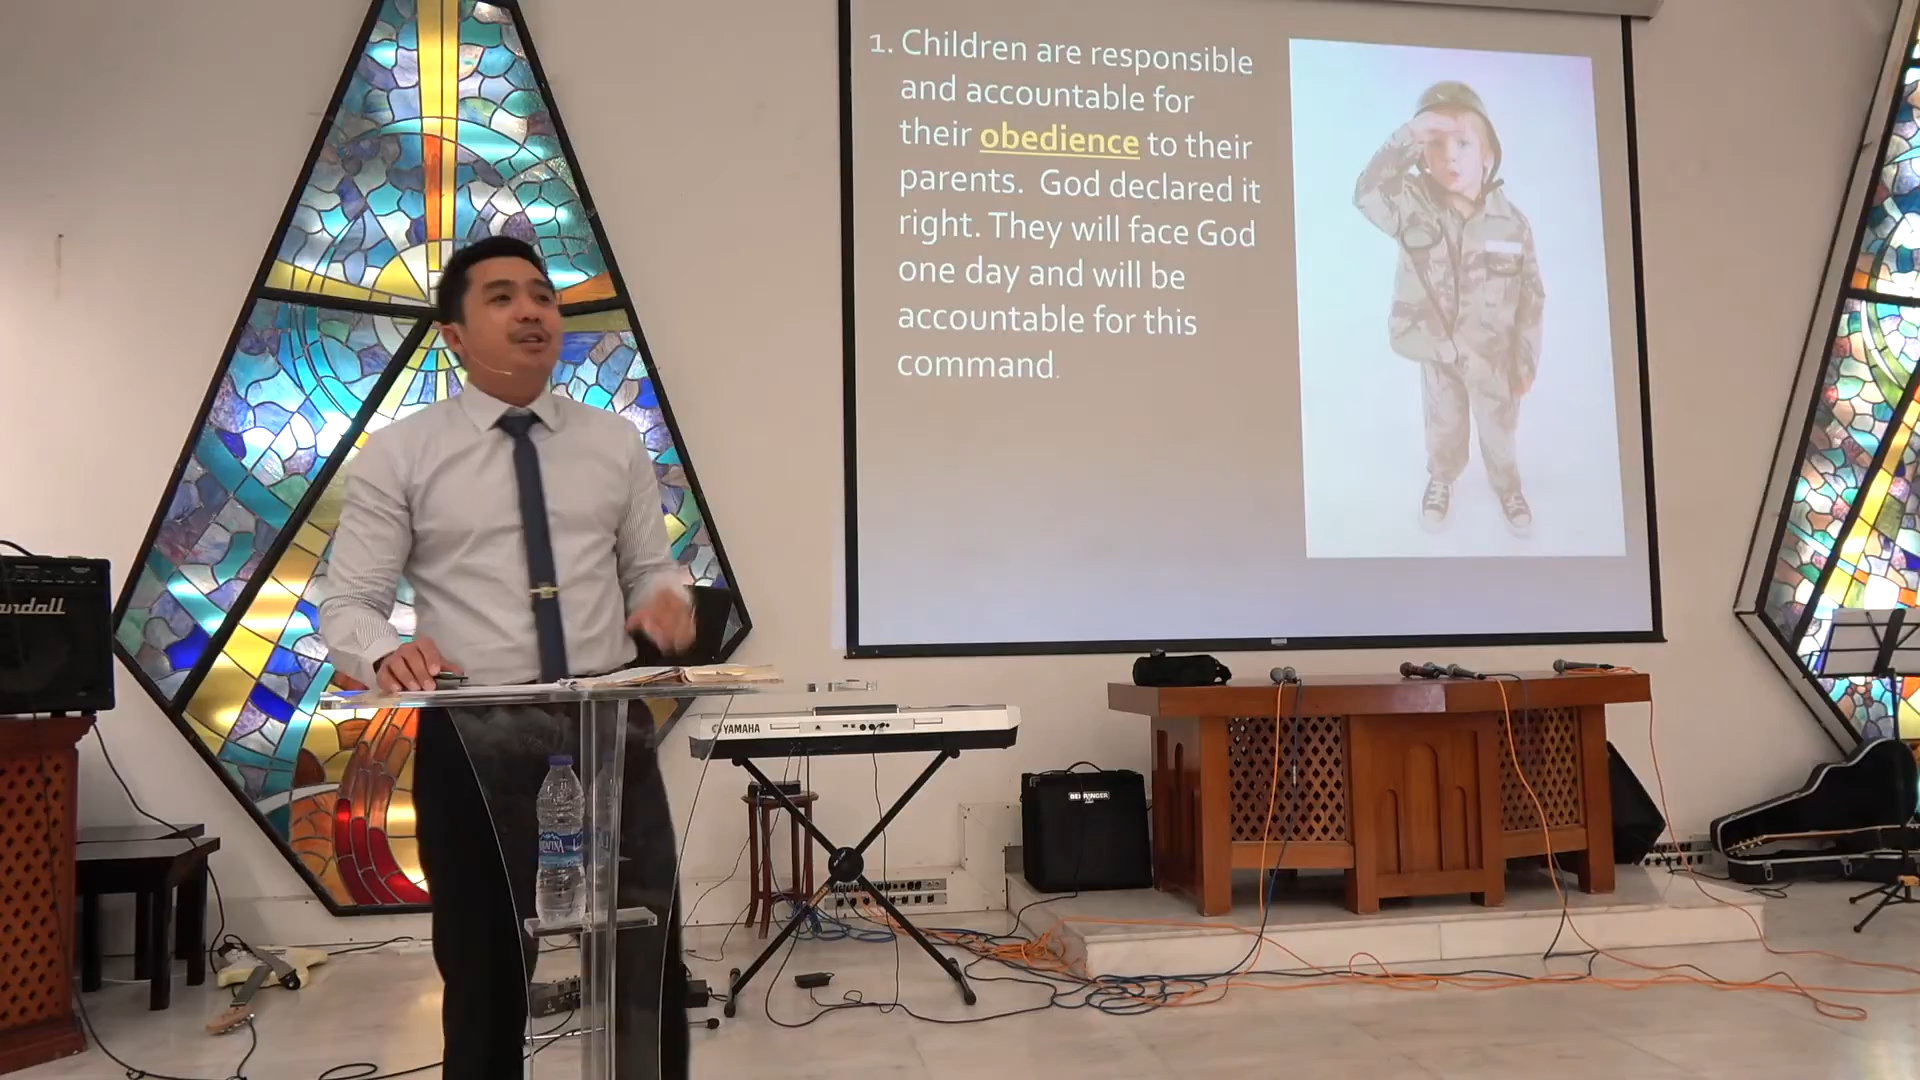 1. Children are responsible
and accountable for
their obedience to their
parents. God declared it
right. They will face God
one day and will be
accountable for this
command.
YAMAHA
BEHRINGER